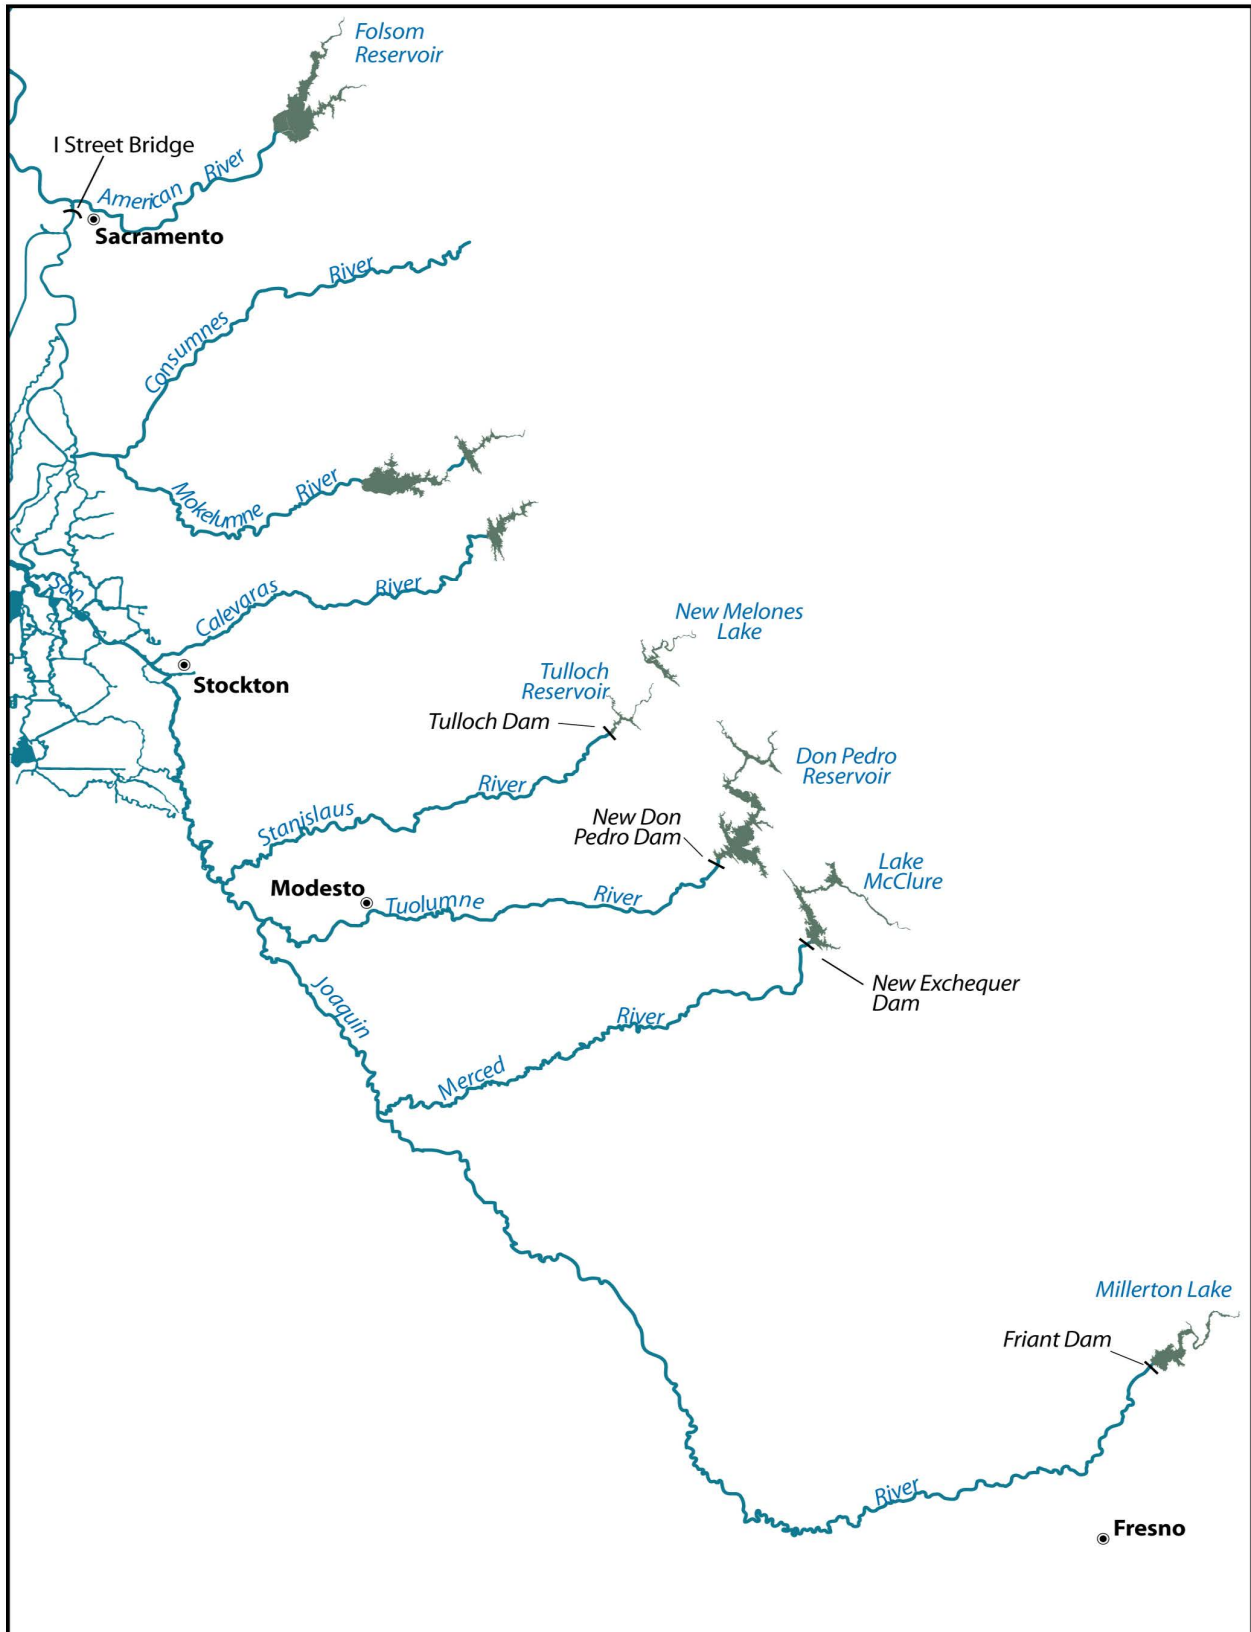 Folsom
Reservoir
I Street Bridge
American River
Sacramento
Consumnes River
Mokelumne River
San
Calevaras River
New Melones
Lake
Tulloch
Reservoir
Stockton
Tulloch Dam
Don Pedro
Reservoir
Stanislaus River
New Don
Pedro Dam
Lake
McClure
Modesto
Tuolumne River
Joaquin
New Exchequer
Dam
Merced River
Millerton Lake
Friant Dam
River
Fresno